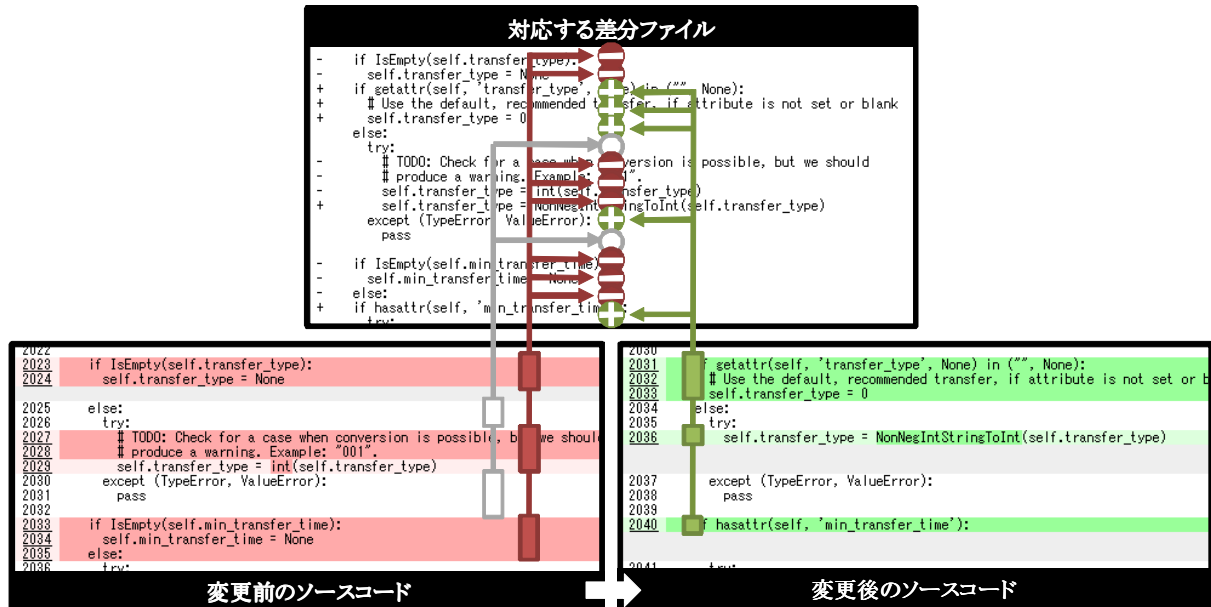 対応する差分ファイル
- if IsEmpty(self.transfer_type):
- self.transfer_type = None
+ if getattr(self, 'transfer_type', None) in ("", None):
+ # Use the default, recommended transfer, if attribute is not set or blank
+ self.transfer_type = 0
else:
try:
- # TODO: Check for a case when conversion is possible, but we should
- # produce a warning. Example: "001".
- self.transfer_type = int(self.transfer_type)
+ self.transfer_type = NonNegIntStringToInt(self.transfer_type)
except (TypeError, ValueError):
pass
- if IsEmpty(self.min_transfer_time):
- self.min_transfer_time = None
- else:
+ if hasattr(self, 'min_transfer_time'):
try:
2022
2023 if IsEmpty(self.transfer_type):
2024 self.transfer_type = None
2025 else:
2026 try:
2027 # TODO: Check for a case when conversion is possible, but we shoul
2028 # produce a warning. Example: "001".
2029 self.transfer_type = int(self.transfer_type)
2030 except (TypeError, ValueError):
2031 pass
2032
2033 if IsEmpty(self.min_transfer_time):
2034 self.min_transfer_time = None
2035 else:
2036 try:
変更前のソースコード
2030
2031 if getattr(self, 'transfer_type', None) in ("", None):
2032 # Use the default, recommended transfer, if attribute is not set or b
2033 self.transfer_type = 0
2034 else:
2035 try:
2036 self.transfer_type = NonNegIntStringToInt(self.transfer_type)
2037 except (TypeError, ValueError):
2038 pass
2039
2040 if hasattr(self, 'min_transfer_time'):
2041 try:
変更後のソースコード